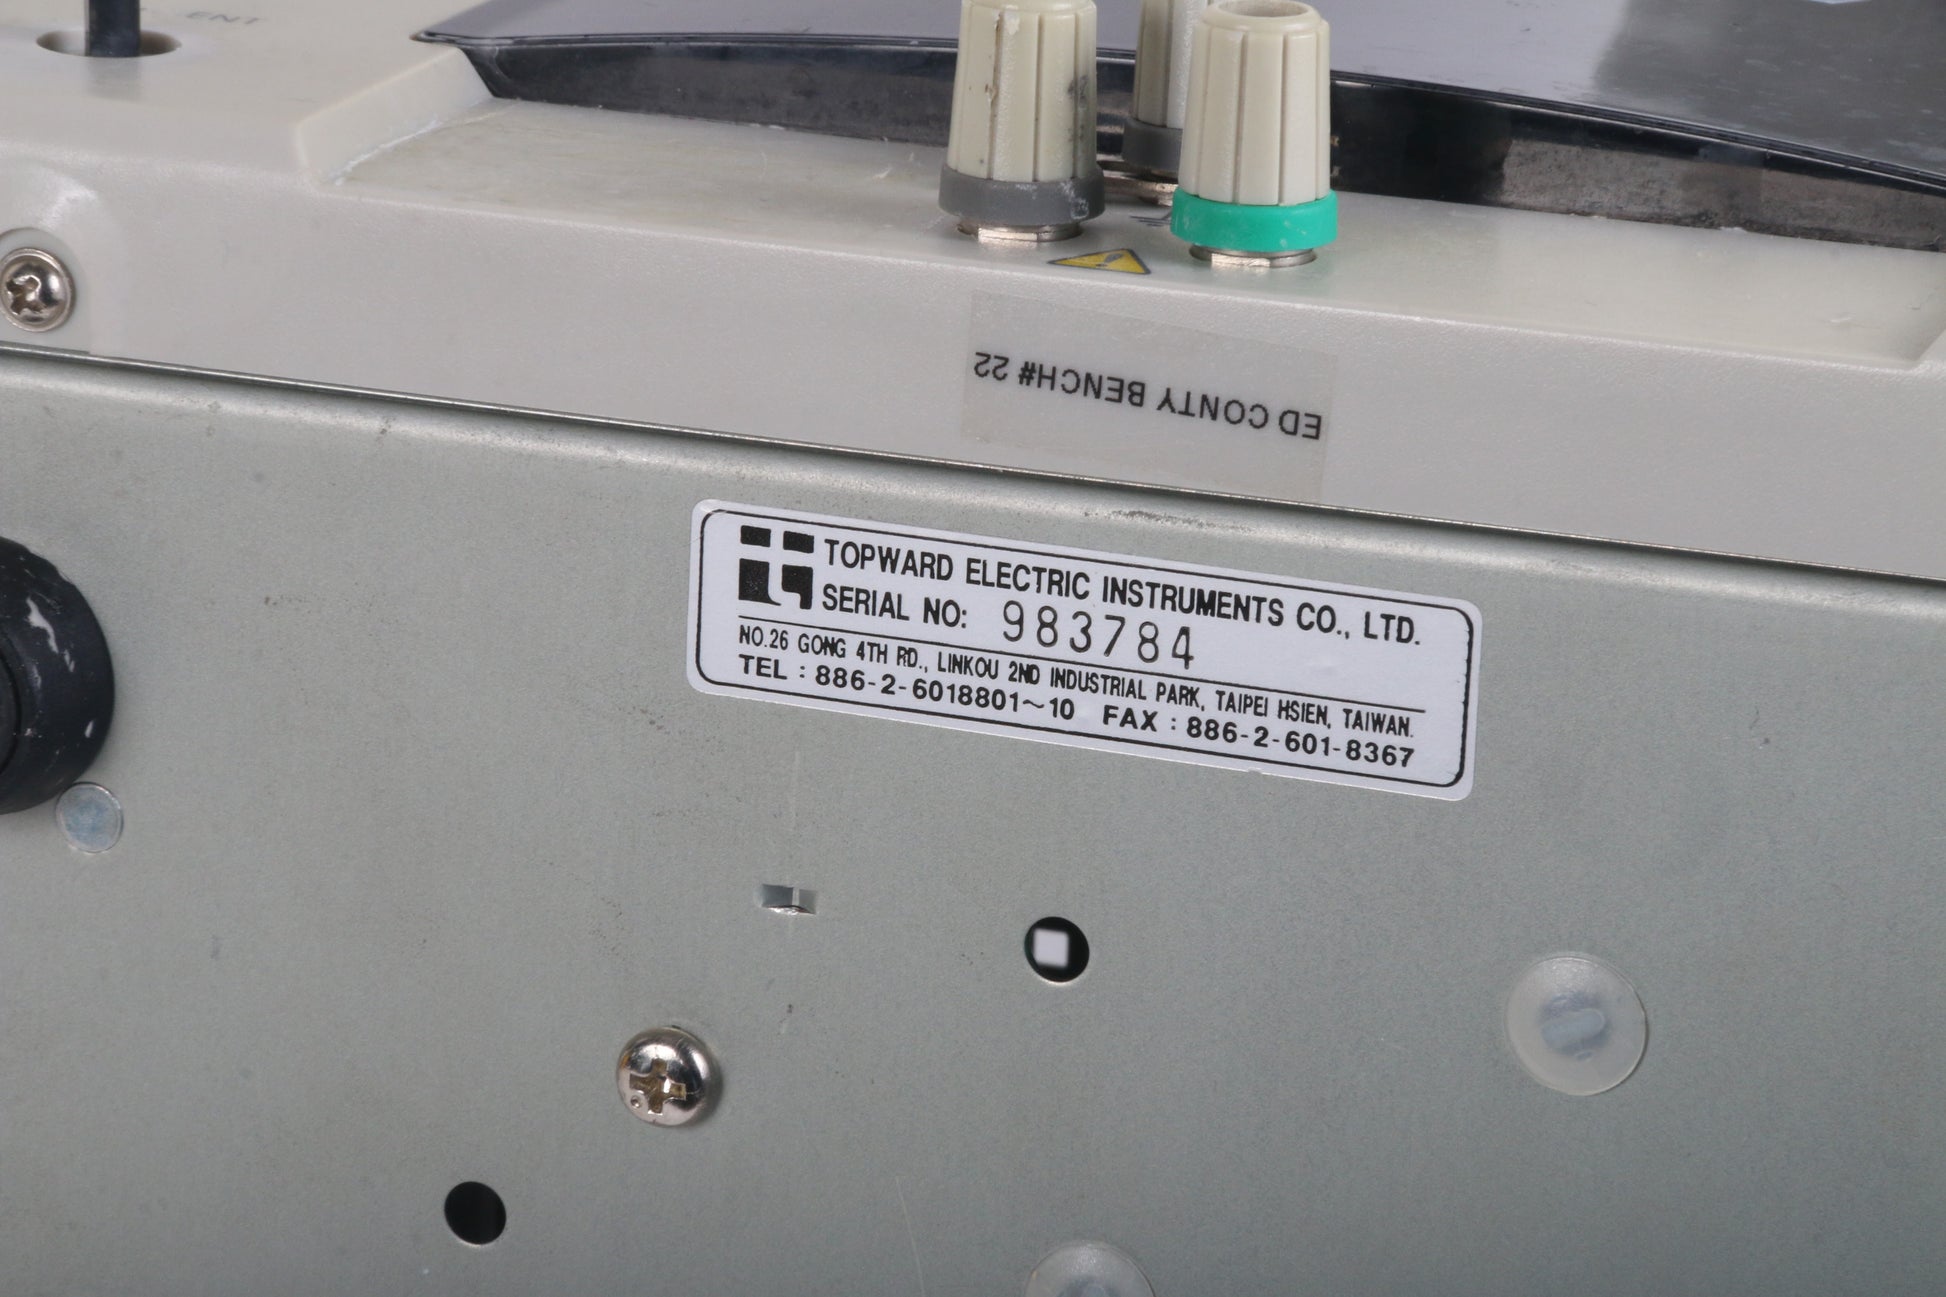 ED CONTY BENCH# 22
TOPWARD ELECTRIC INSTRUMENTS CO., LTD.
SERIAL NO: 983784
NO.26 GONG 4TH RD., LINKOU 2ND INDUSTRIAL PARK, TAIPEI HSIEN, TAIWAN.
TEL : 886-2-6018801~10 FAX : 886-2-601-8367